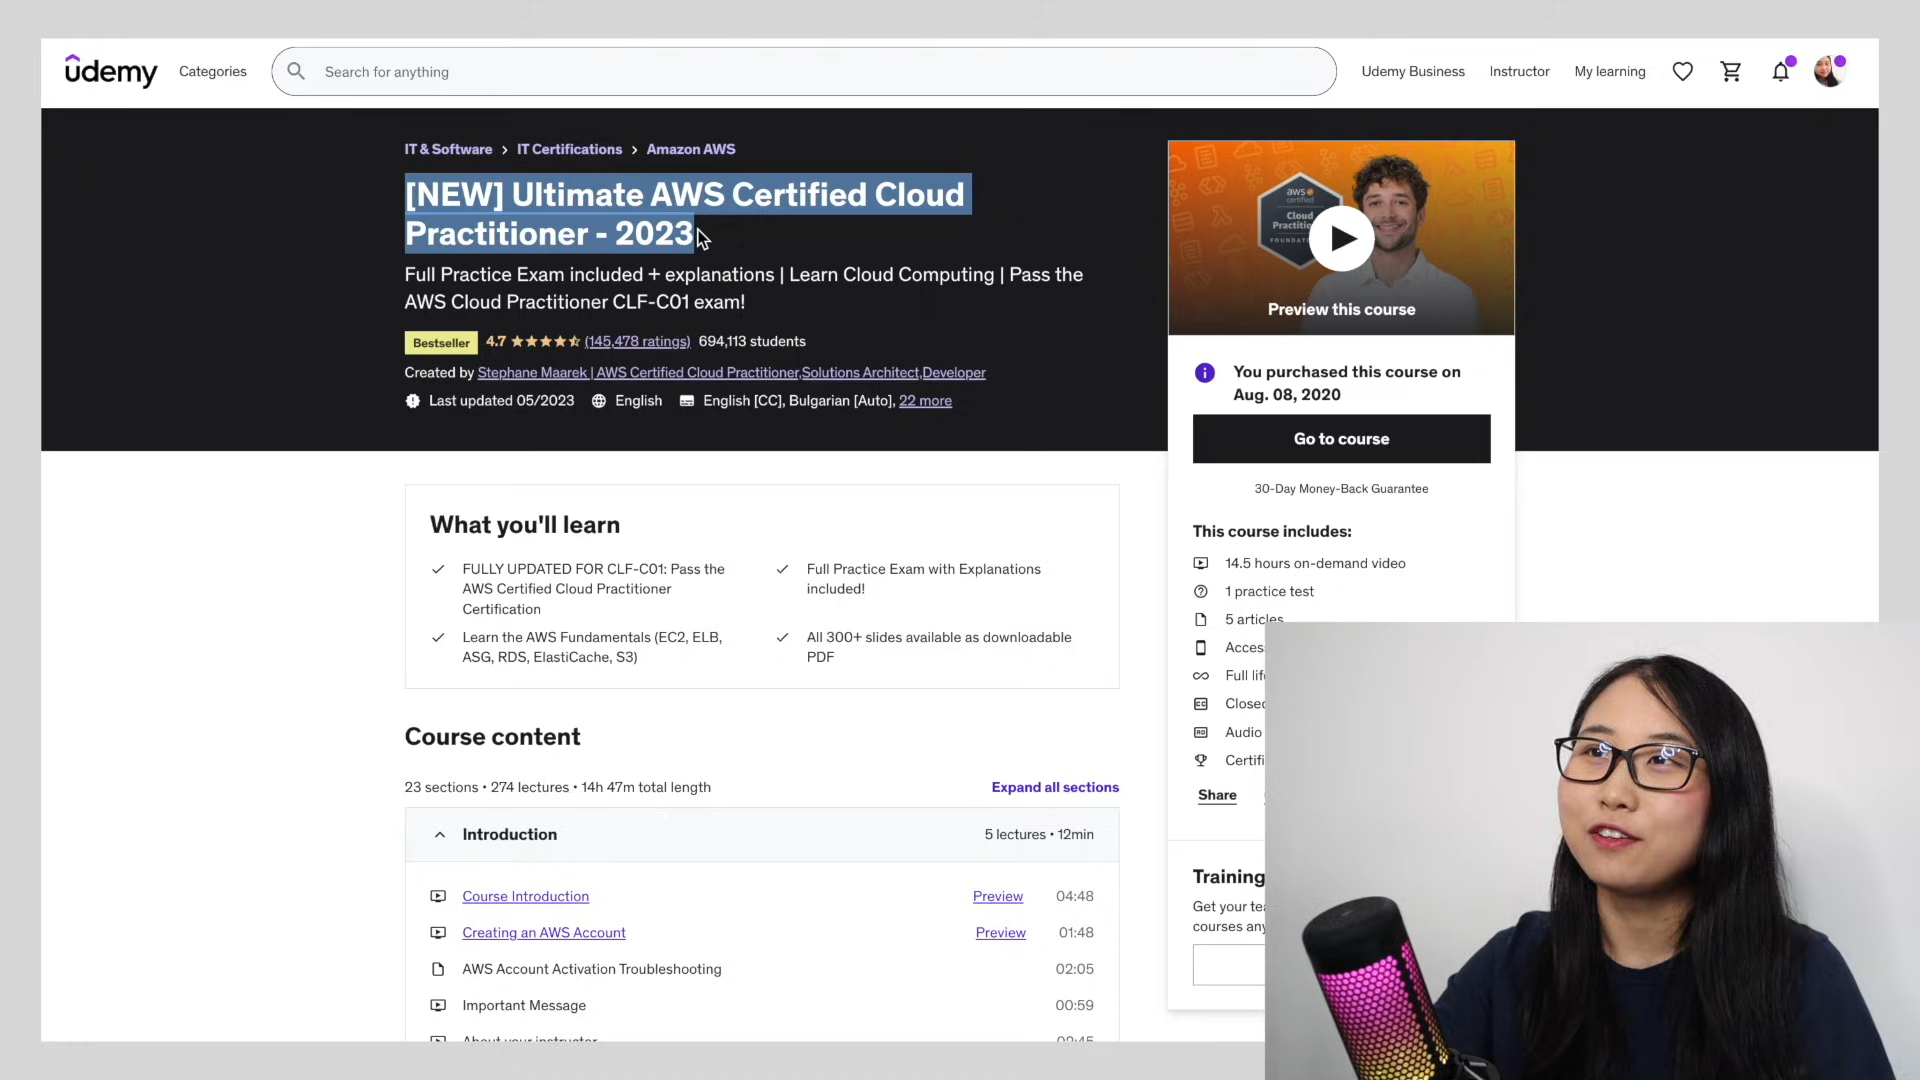 udemy
Categories
Search for anything
Udemy Business
Instructor
My learning
IT & Software > IT Certifications > Amazon AWS
[NEW] Ultimate AWS Certified Cloud
Practitioner - 2023
Full Practice Exam included + explanations | Learn Cloud Computing | Pass the
AWS Cloud Practitioner CLF-C01 exam!
Bestseller 4.7 (145,478 ratings) 694,113 students
Created by Stephane Maarek | AWS Certified Cloud Practitioner,Solutions Architect,Developer
Last updated 05/2023 English English [CC], Bulgarian [Auto], 22 more
aws
certified
Cloud
Preview this course
You purchased this course on
Aug. 08, 2020
Go to course
30-Day Money-Back Guarantee
This course includes:
14.5 hours on-demand video
1 practice test
5 articles
Share
Training
Get your
courses
What you'll learn
FULLY UPDATED FOR CLF-C01: Pass the
AWS Certified Cloud Practitioner
Certification
Full Practice Exam with Explanations
included!
Learn the AWS Fundamentals (EC2, ELB,
ASG, RDS, ElastiCache, S3)
All 300+ slides available as downloadable
PDF
Course content
23 sections • 274 lectures • 14h 47m total length
Expand all sections
Introduction
5 lectures • 12min
Course Introduction Preview 04:48
Creating an AWS Account Preview 01:48
AWS Account Activation Troubleshooting 02:05
Important Message 00:59